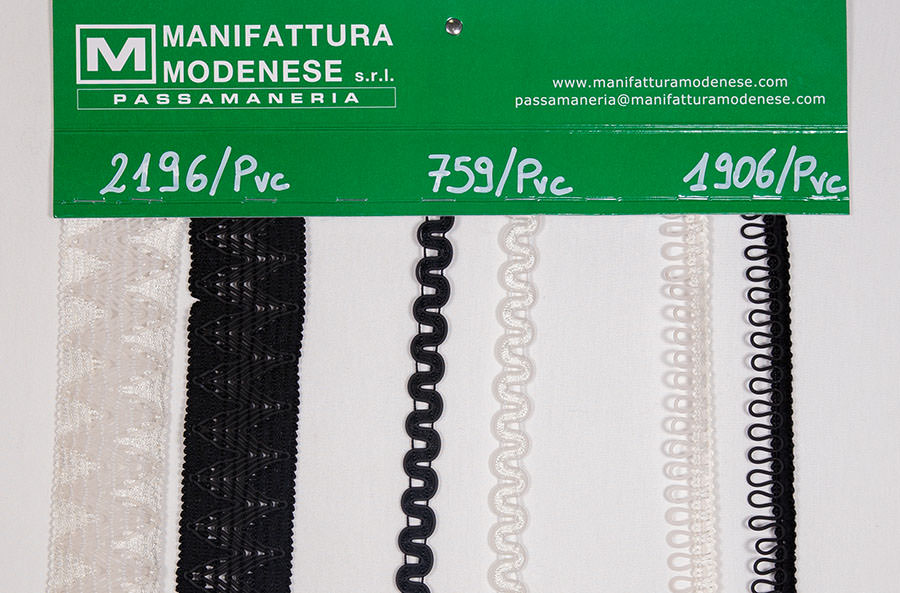 M MANIFATTURA
MODENESE s.r.l.
PASSAMANERIA
www.manifatturamodenese.com
passamaneria@manifatturamodenese.com
2196/Pvc 759/Pvc 1906/Pvc